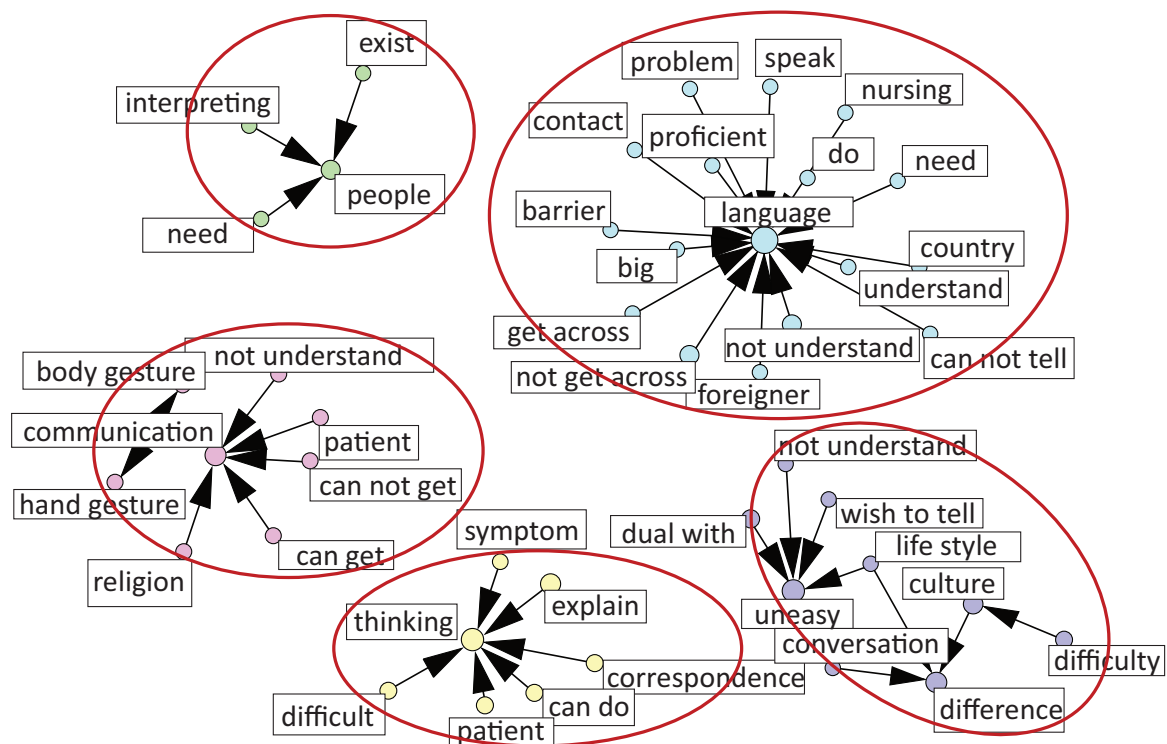 exist
interpreting
people
need
problem
speak
nursing
contact
proficient
do
need
language
barrier
big
country
understand
get across
not understand
can not tell
not get across
foreigner
not understand
body gesture
communication
patient
can not get
hand gesture
can get
religion
symptom
explain
thinking
correspondence
difficult
can do
patient
not understand
dual with
wish to tell
life style
culture
uneasy
conversation
difficulty
difference